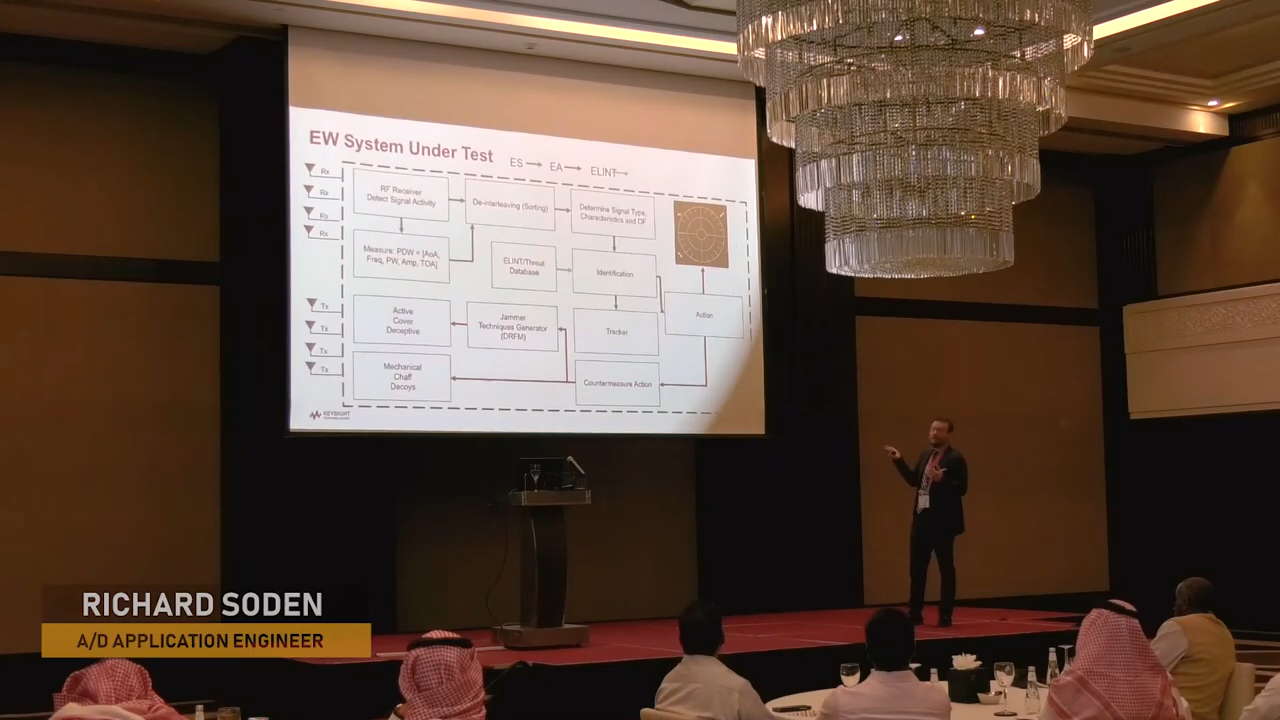 EW System Under Test
ES EA ELINT
Rx
Rx
Rx
Rx
RF Receiver
Detect Signal Activity
De-interleaving (Sorting)
Determine Signal Type,
Characteristics and DF
Measure: PDW = [AoA,
Freq, PW, Amp, TOA]
ELINT/Threat
Database
Identification
Action
Tx
Tx
Tx
Tx
Active
Cover
Deceptive
Jammer
Techniques Generator
(DRFM)
Tracker
Mechanical
Chaff
Decoys
Countermeasure Action
KEYSIGHT
TECHNOLOGIES
RICHARD SODEN
A/D APPLICATION ENGINEER